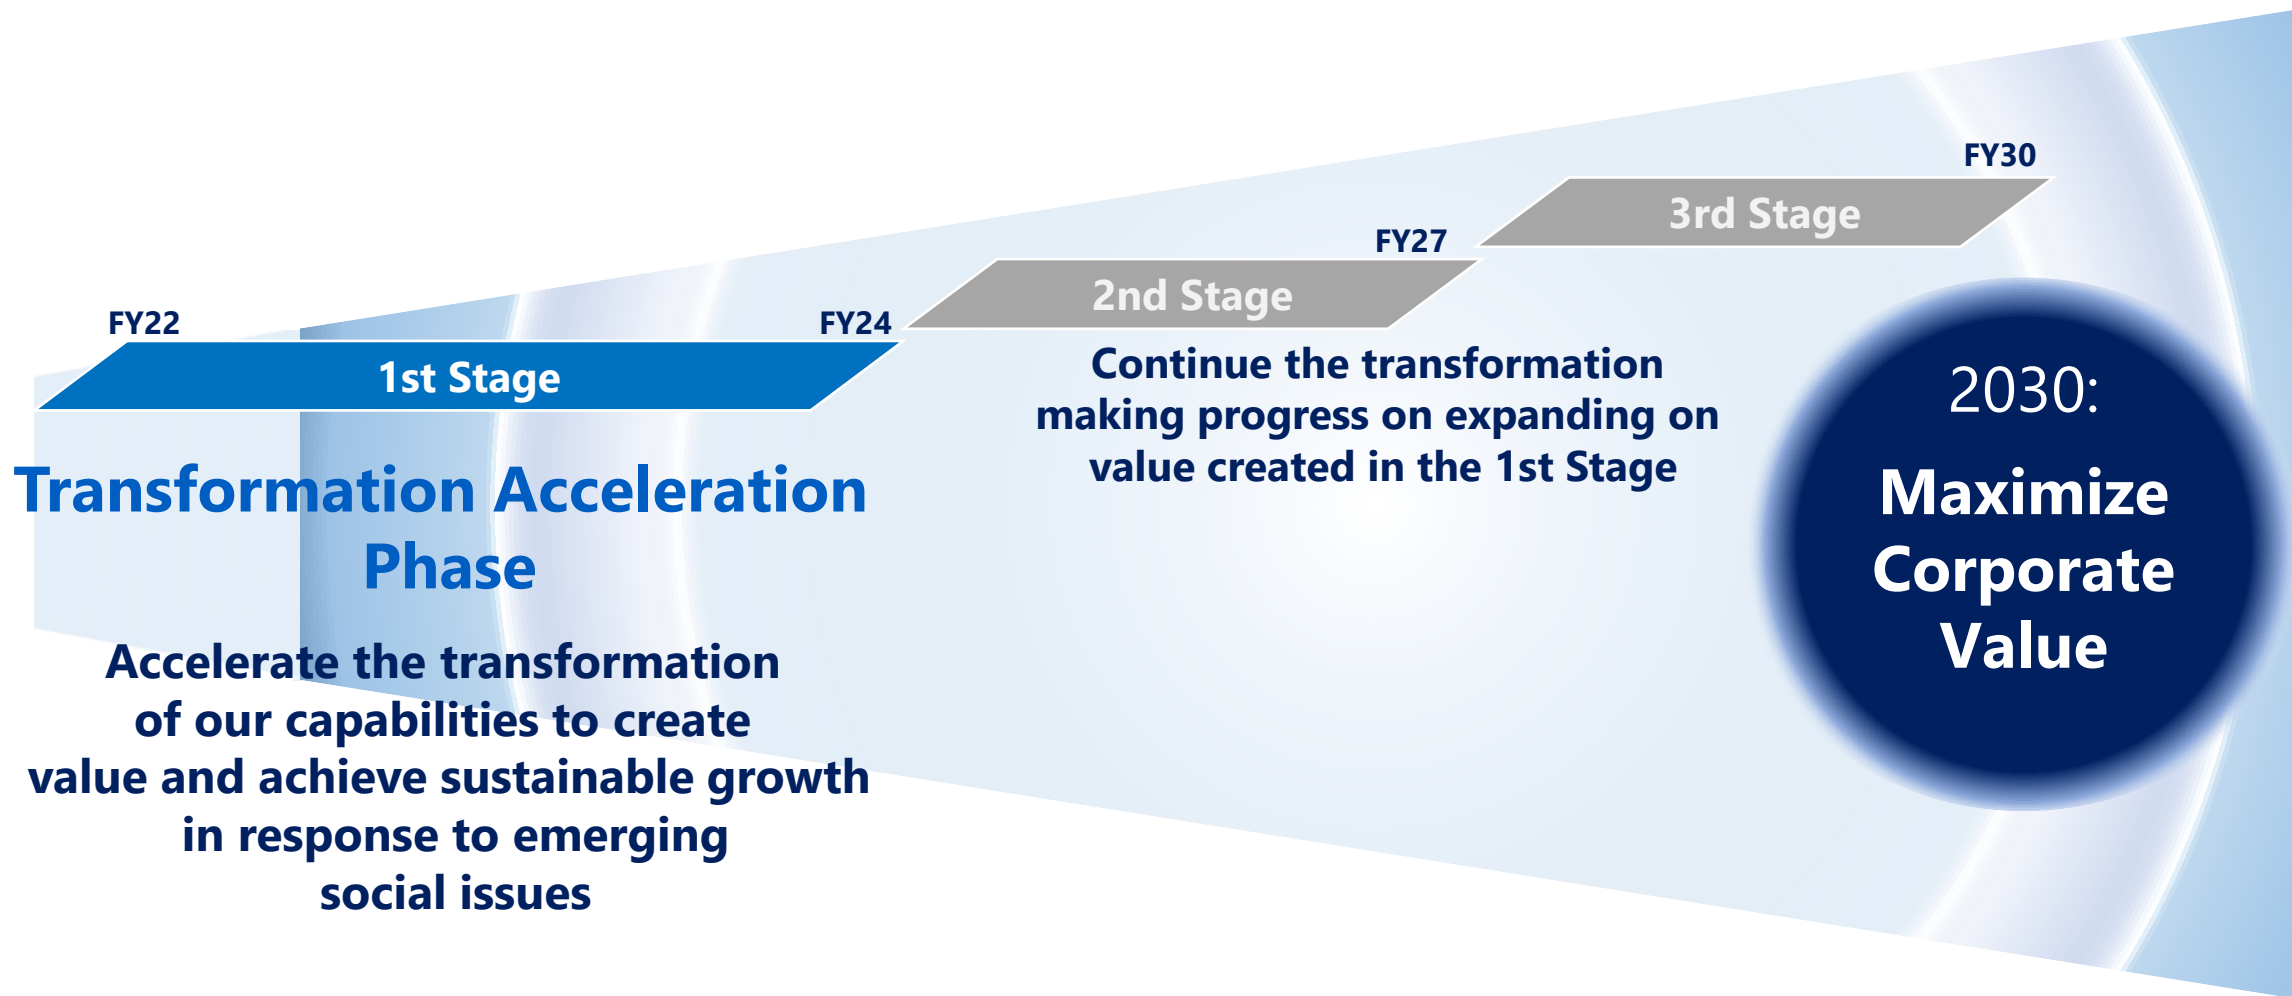 FY22
FY24
1st Stage
Transformation Acceleration
Phase
Accelerate the transformation
of our capabilities to create
value and achieve sustainable growth
in response to emerging
social issues
FY27
2nd Stage
Continue the transformation
making progress on expanding on
value created in the 1st Stage
FY30
3rd Stage
2030:
Maximize
Corporate
Value